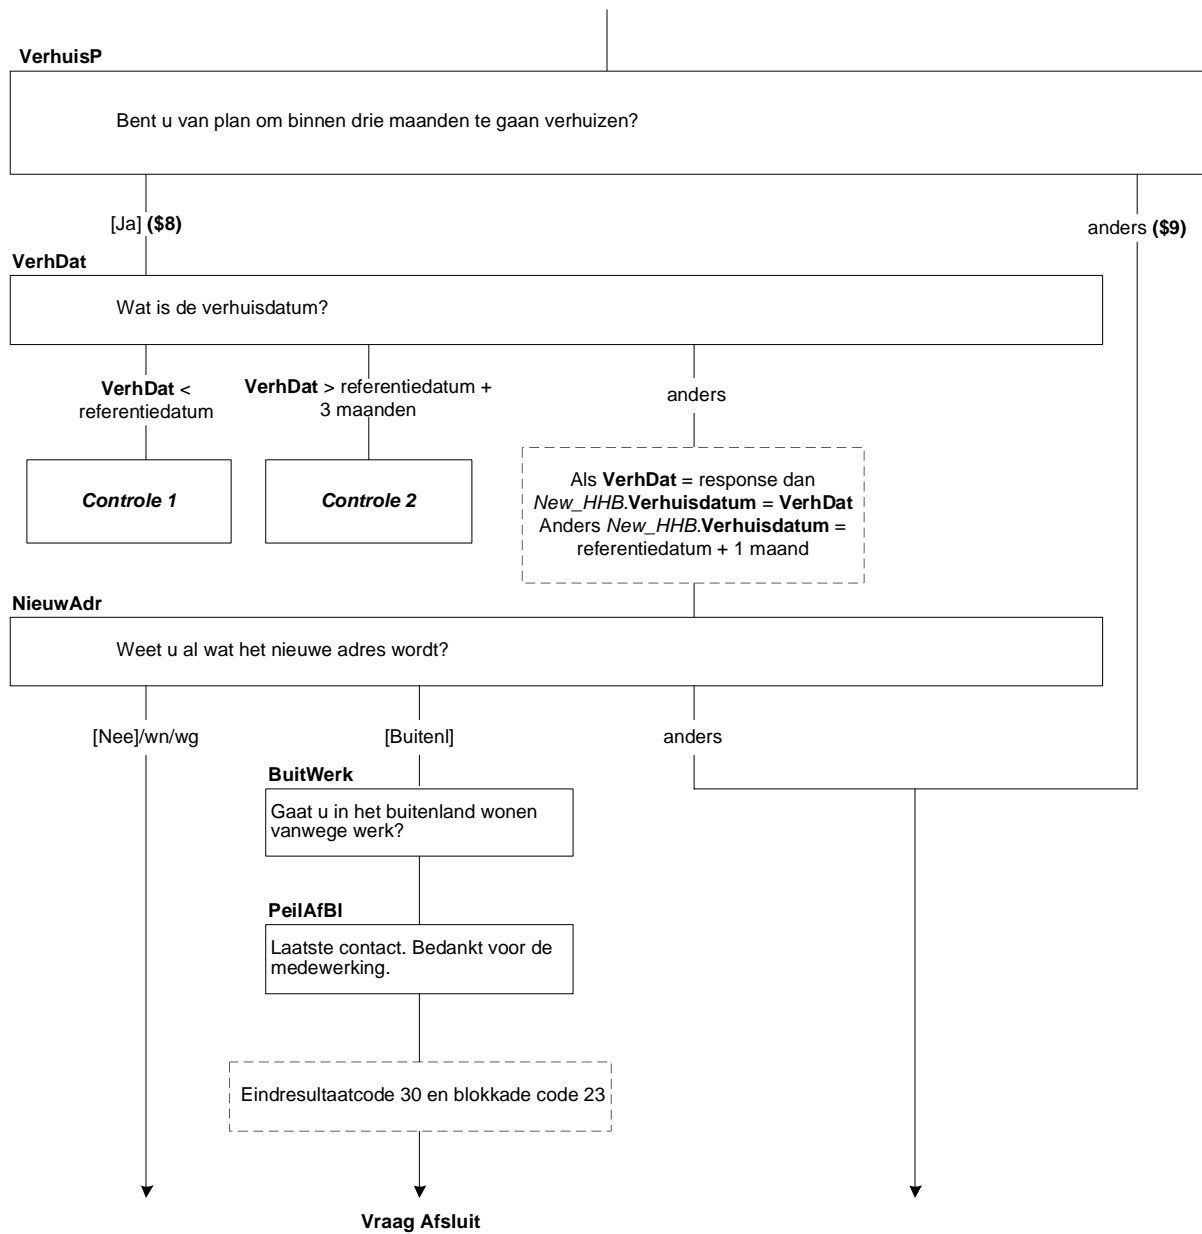 VerhuisP
Bent u van plan om binnen drie maanden te gaan verhuizen?
[Ja] ($8)
anders ($9)
VerhDat
Wat is de verhuisdatum?
VerhDat <
referentiedatum
VerhDat > referentiedatum +
3 maanden
anders
Controle 1
Controle 2
Als VerhDat = response dan
New_HHB.Verhuisdatum = VerhDat
Anders New_HHB.Verhuisdatum =
referentiedatum + 1 maand
NieuwAdr
Weet u al wat het nieuwe adres wordt?
[Nee]/wn/wg
[Buitenl]
anders
BuitWerk
Gaat u in het buitenland wonen
vanwege werk?
PeilAfBl
Laatste contact. Bedankt voor de
medewerking.
Eindresultaatcode 30 en blokkade code 23
Vraag Afsluit